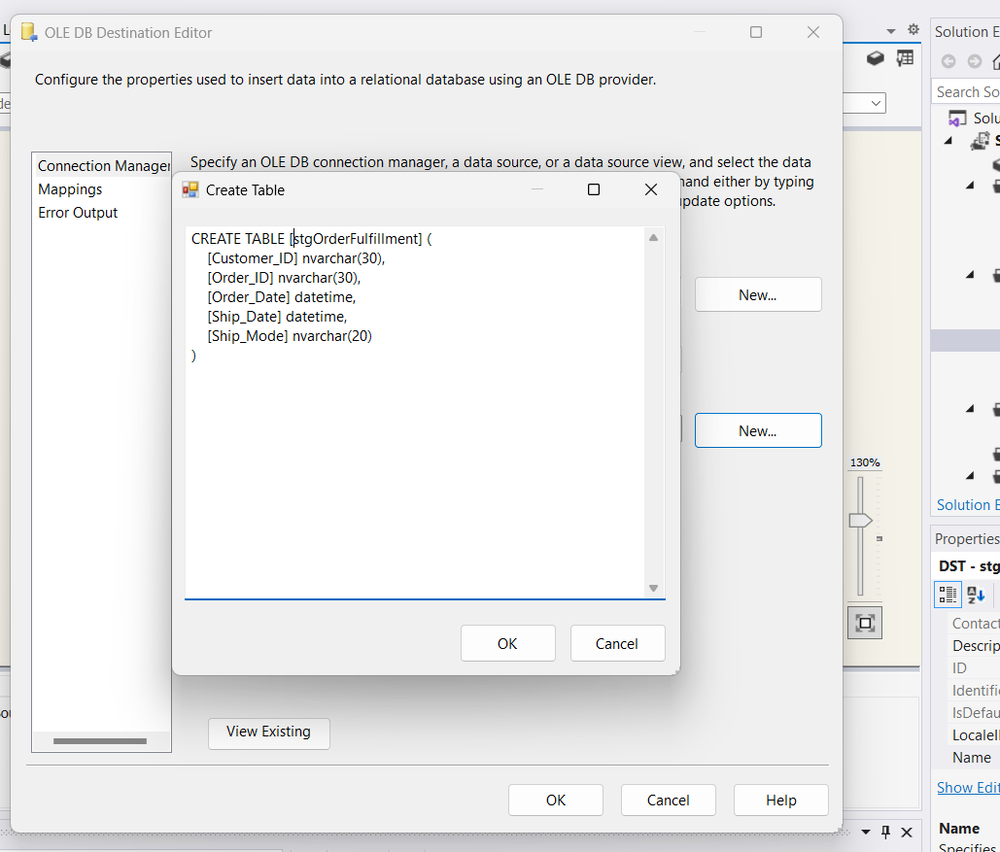 OLE DB Destination Editor
Configure the properties used to insert data into a relational database using an OLE DB provider.
Connection Manager
Mappings
Error Output
Specify an OLE DB connection manager, a data source, or a data source view, and select the data
mand either by typing
update options.
Create Table
CREATE TABLE [stgOrderFulfillment] (
[Customer_ID] nvarchar(30),
[Order_ID] nvarchar(30),
[Order_Date] datetime,
[Ship_Date] datetime,
[Ship_Mode] nvarchar(20)
)
New...
New...
OK
Cancel
View Existing
OK
Cancel
Help
130%
Solution E
Search So
Solu
Solution E
Properties
DST - stg
Contact
Descrip
ID
Identifi
IsDefau
LocaleI
Name
Show Edit
Name
Specifies